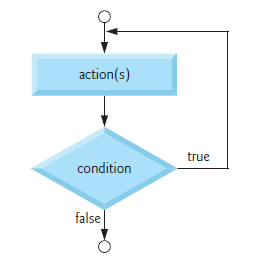 action(s)
condition
true
false